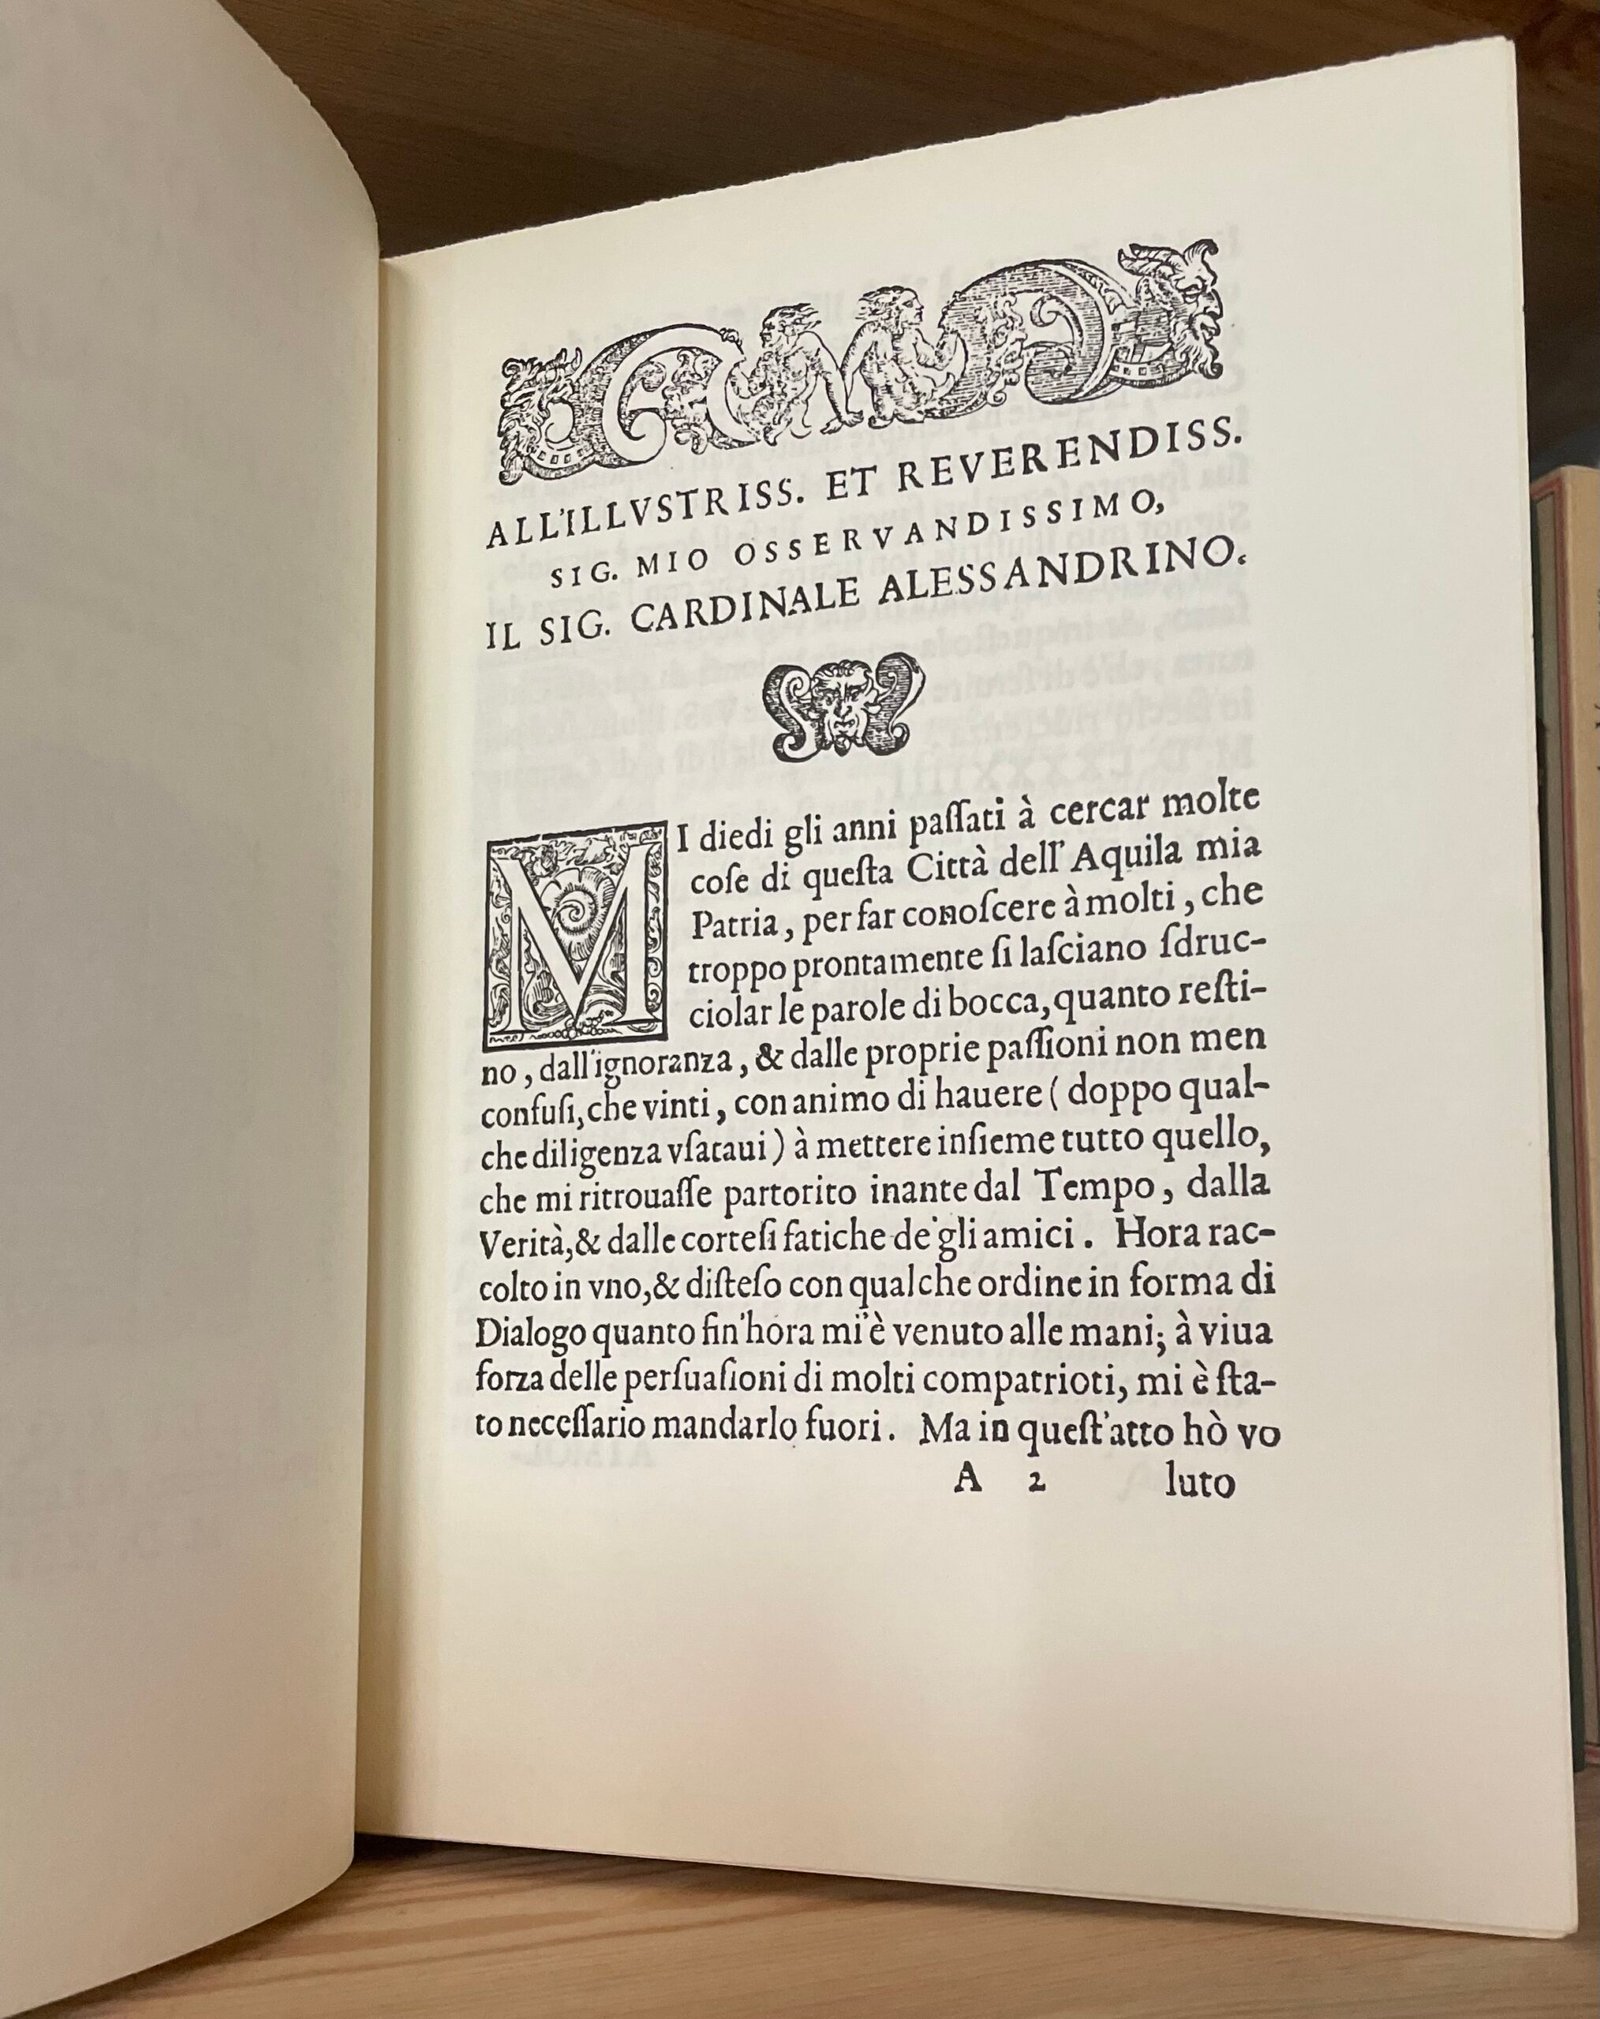 ALL'ILLVSTRISS. ET REVERENDISS.
SIG. MIO OSSERVANDISSIMO,
IL SIG. CARDINALE ALESSANDRINO.
MI diedi gli anni paſſati à cercar molte
coſe di queſta Città dell'Aquila mia
Patria, per far conoſcere à molti, che
troppo prontamente ſi laſciano ſdruc-
ciolar le parole di bocca, quanto reſti-
no, dall'ignoranza, & dalle proprie paſſioni non men
confuſi, che vinti, con animo di hauere ( doppo qual-
che diligenza vſataui ) à mettere inſieme tutto quello,
che mi ritrouaſſe partorito inante dal Tempo, dalla
Verità, & dalle corteſi fatiche de' gli amici. Hora rac-
colto in vno, & diſteſo con qualche ordine in forma di
Dialogo quanto fin'hora mi'è venuto alle mani; à viua
forza delle perſuaſioni di molti compatrioti, mi è ſta-
to neceſſario mandarlo fuori. Ma in queſt'atto hò vo
A 2 luto